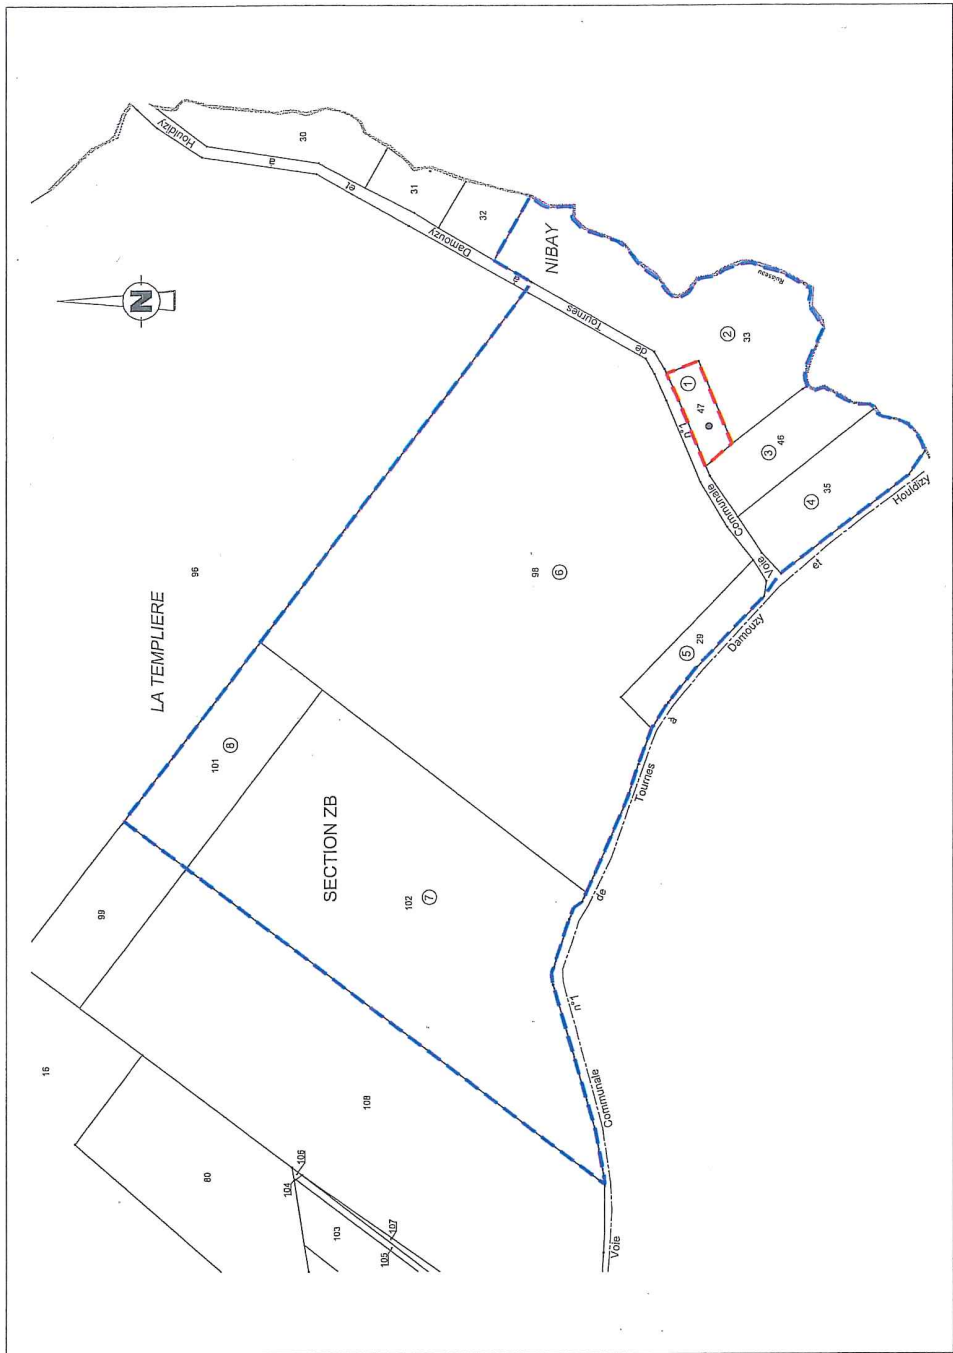 Houldizy
et
à
30
31
32
Damouzy
à
NIBAY
Tournes
de
Ruisseau
2
33
1
47
n°1
3
46
4
35
Communale
Voie
Houldizy
et
Damouzy
5
29
à
Tournes
de
n°1
Communale
Voie
N
LA TEMPLIERE
96
98
6
101
8
SECTION ZB
102
7
99
16
108
80
104
106
103
105
107